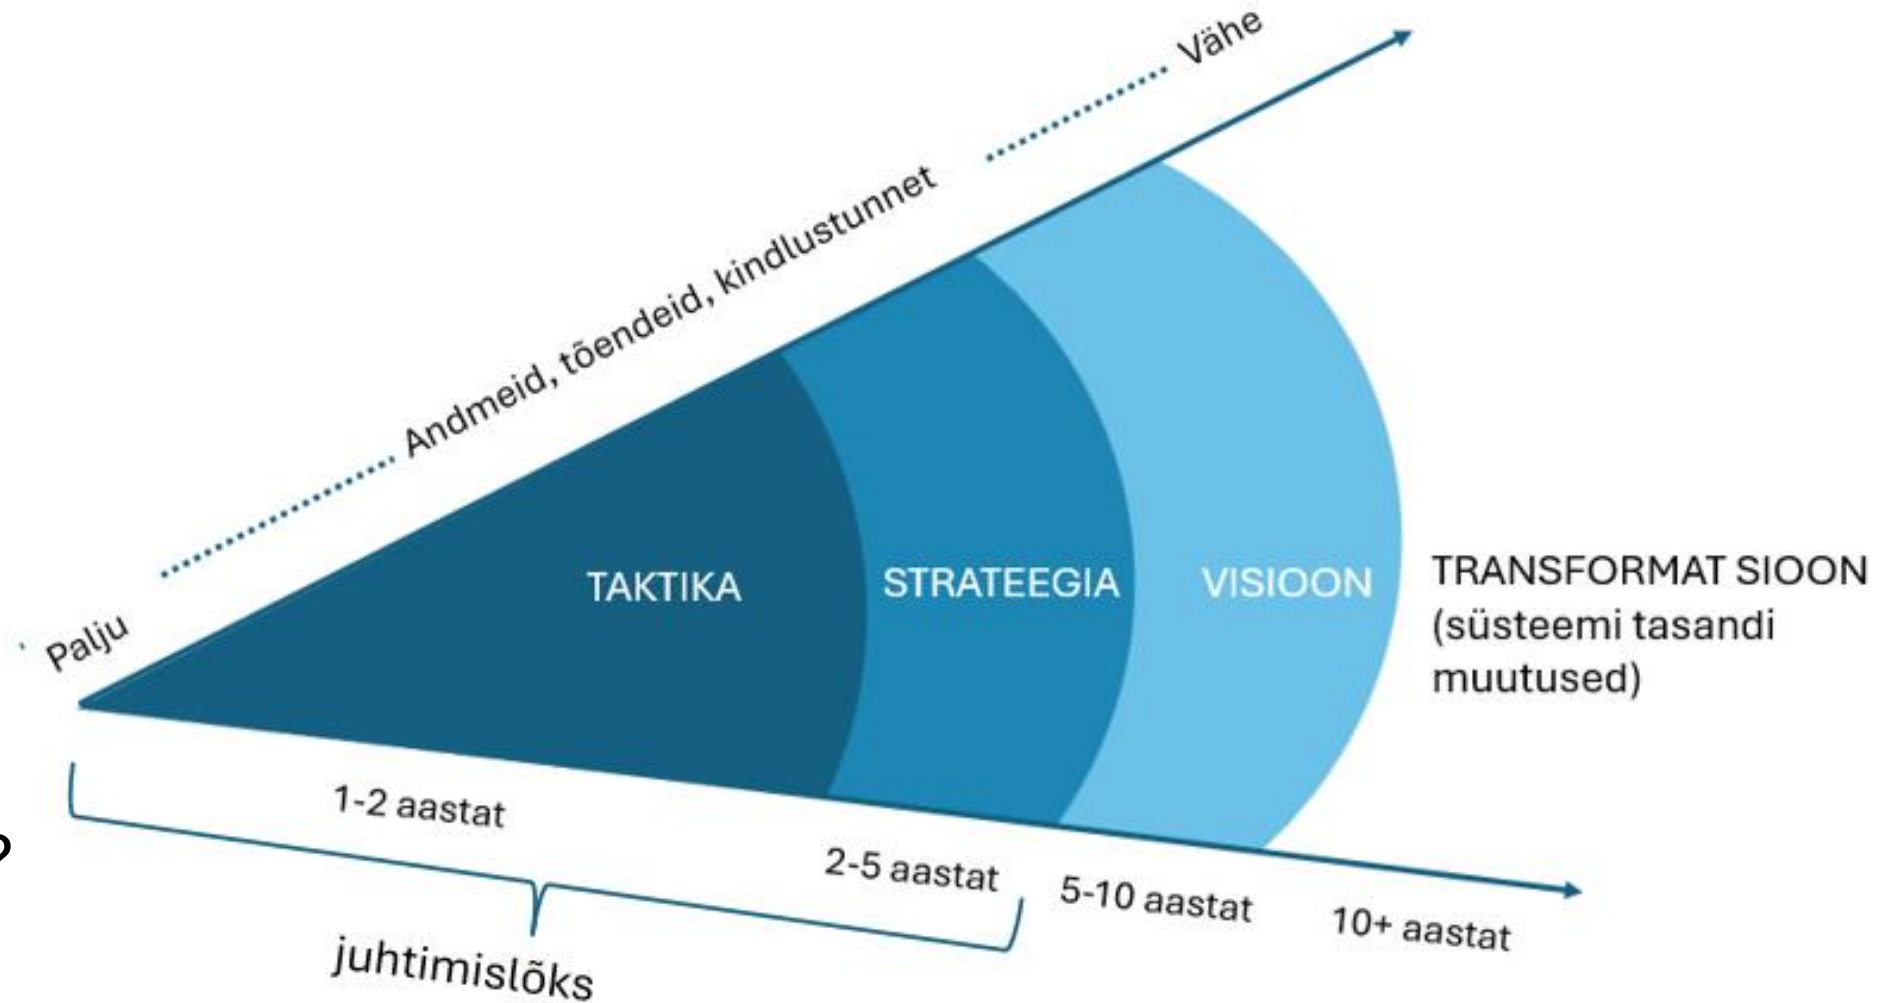 Vähe
Andmeid, tõendeid, kindlustunnet
Palju
TAKTIKA
STRATEEGIA
VISIOON
TRANSFORMAT SIOON
(süsteemi tasandi
muutused)
1-2 aastat
2-5 aastat
5-10 aastat
10+ aastat
juhtimislõks
?